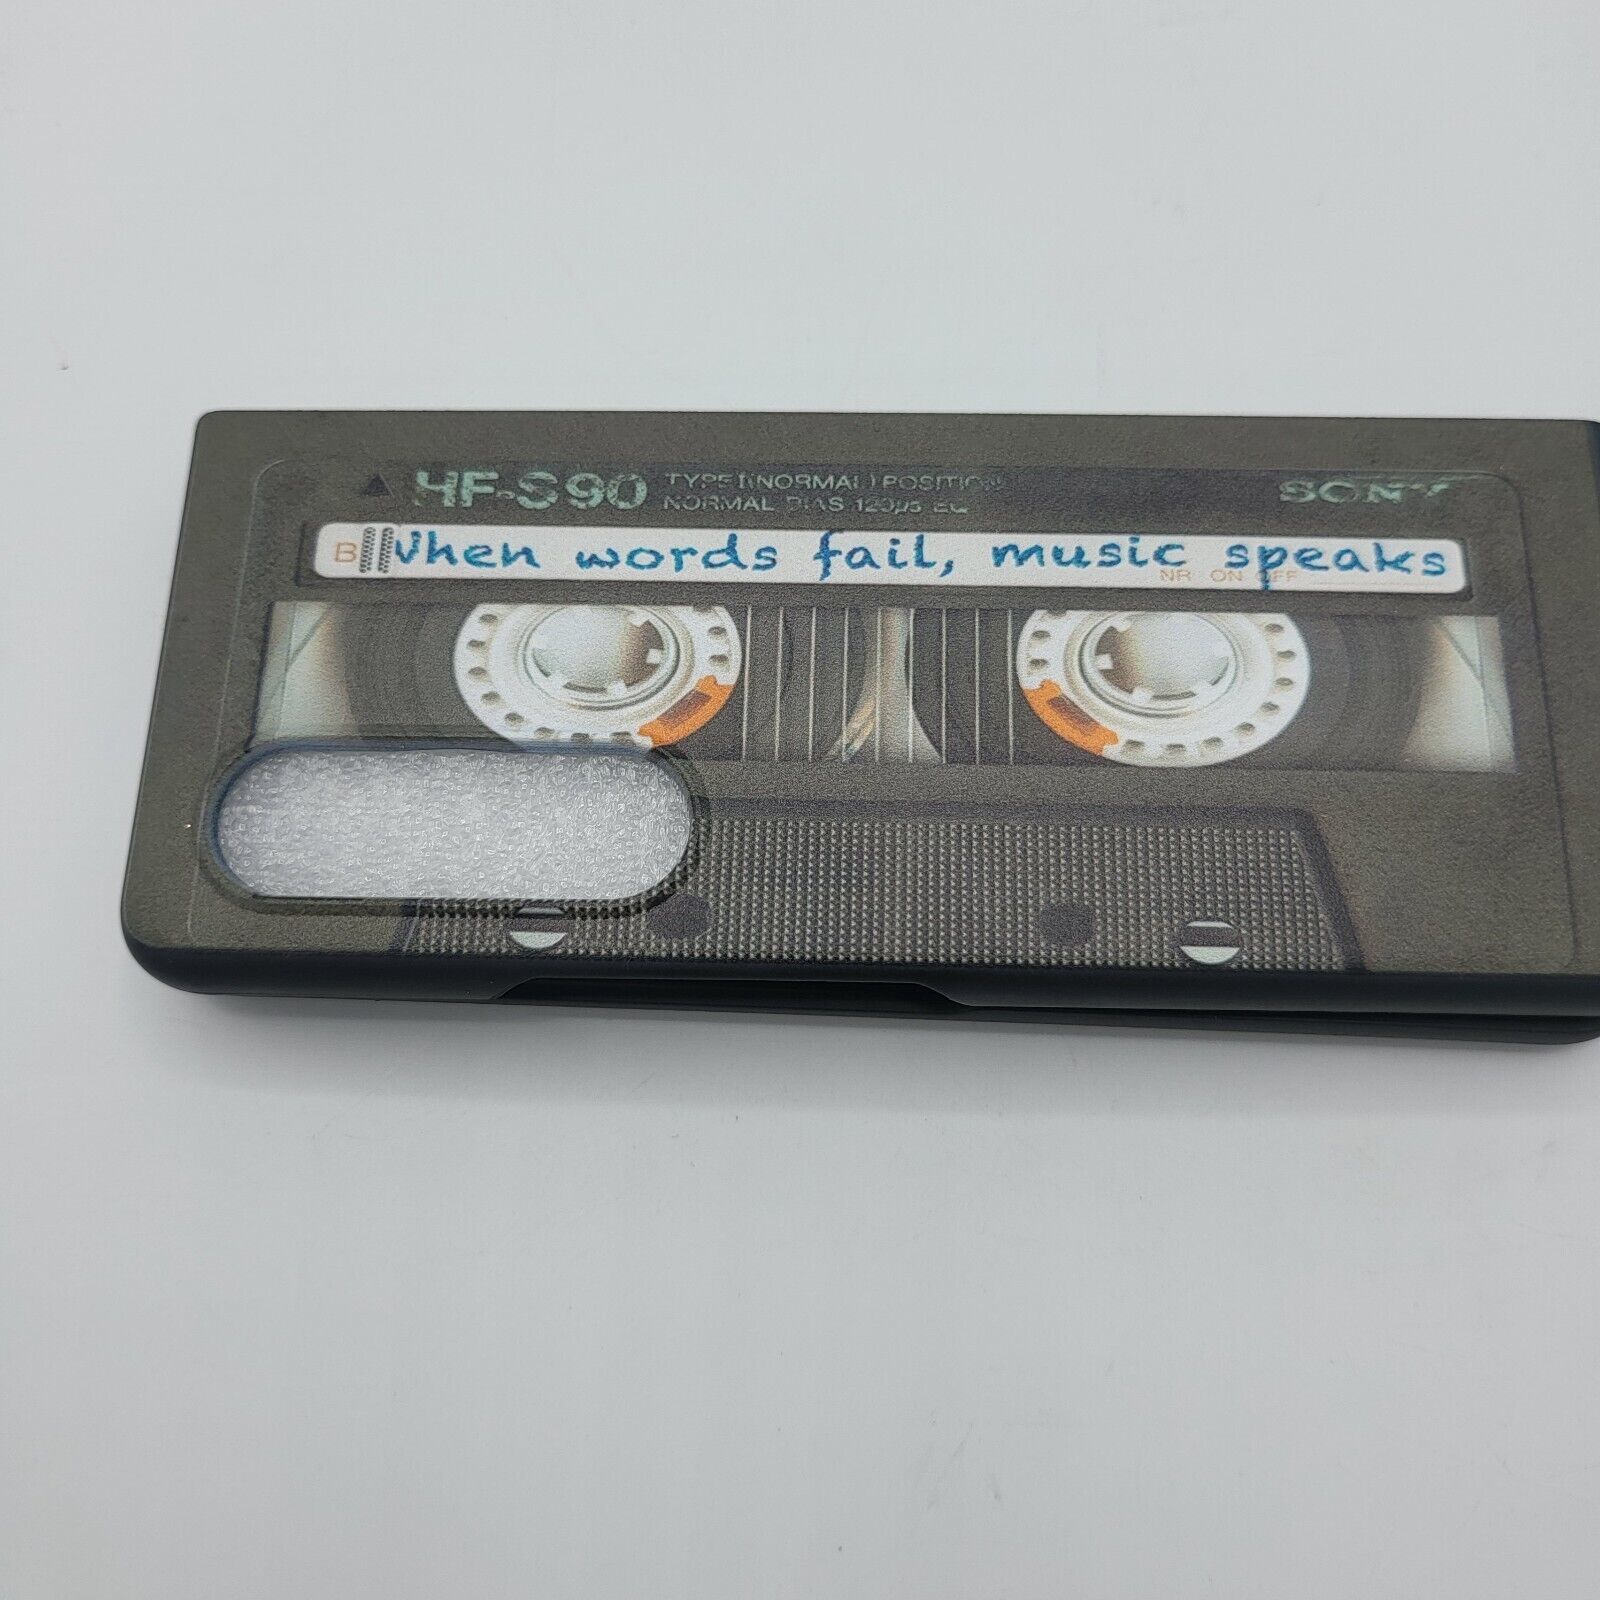 HF-S90
TYPE I (NORMAL) POSITION
SONY
NORMAL BIAS 120µs EQ
B When words fail, music speaks
NR ON OFF